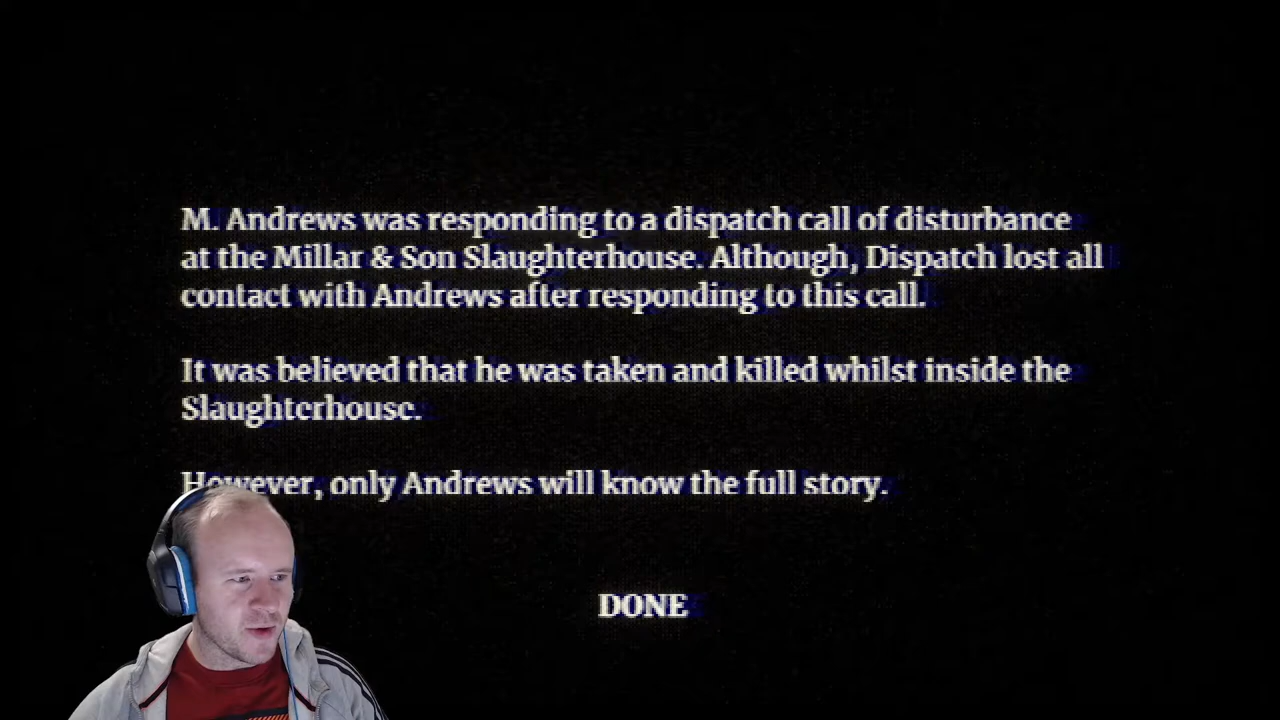 M. Andrews was responding to a dispatch call of disturbance
at the Millar & Son Slaughterhouse. Although, Dispatch lost all
contact with Andrews after responding to this call.
It was believed that he was taken and killed whilst inside the
Slaughterhouse.
However, only Andrews will know the full story.
DONE